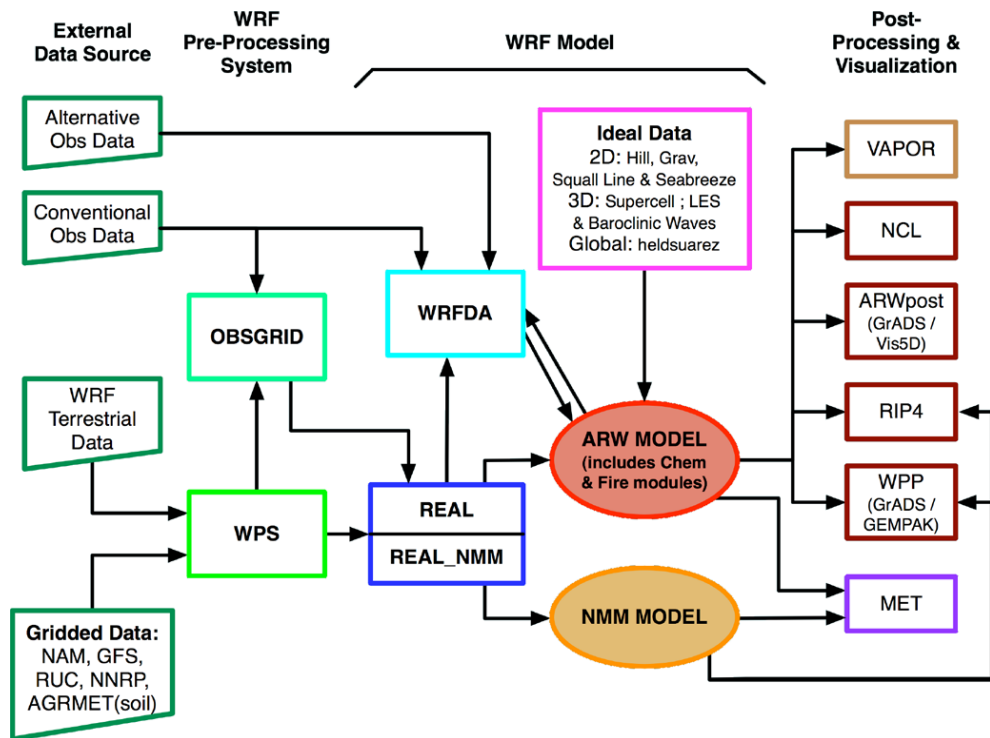 External
Data Source
WRF
Pre-Processing
System
WRF Model
Post-
Processing &
Visualization
Alternative
Obs Data
Conventional
Obs Data
WRF
Terrestrial
Data
Gridded Data:
NAM, GFS,
RUC, NNRP,
AGRMET(soil)
OBSGRID
WPS
WRFDA
REAL
REAL_NMM
Ideal Data
2D: Hill, Grav,
Squall Line & Seabreeze
3D: Supercell ; LES
& Baroclinic Waves
Global: heldsuarez
ARW MODEL
(includes Chem
& Fire modules)
NMM MODEL
VAPOR
NCL
ARWpost
(GrADS /
Vis5D)
RIP4
WPP
(GrADS /
GEMPAK)
MET